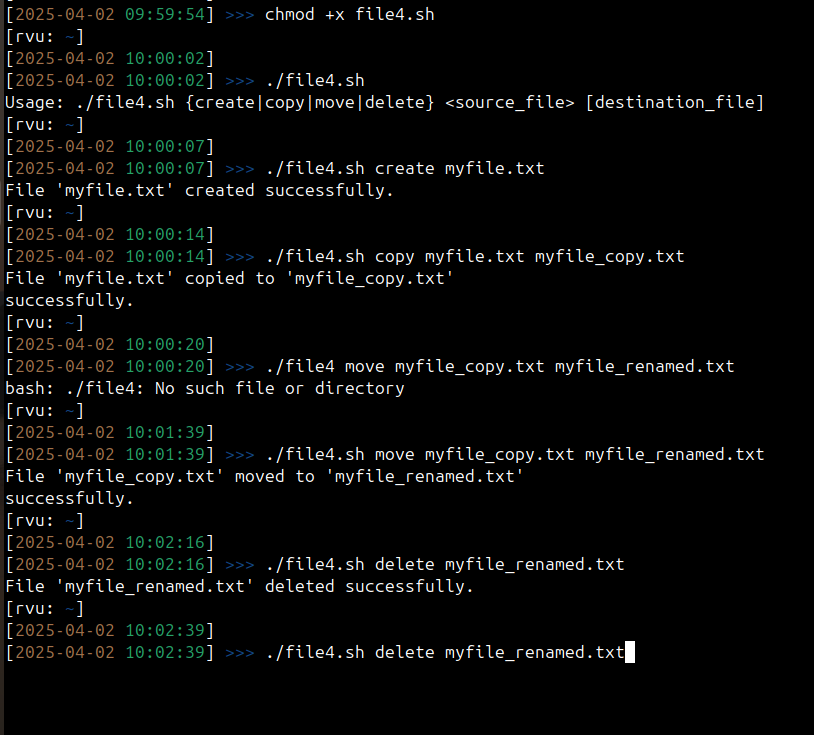 [2025-04-02 09:59:54] >>> chmod +x file4.sh
[rvu: ~]
[2025-04-02 10:00:02]
[2025-04-02 10:00:02] >>> ./file4.sh
Usage: ./file4.sh {create|copy|move|delete} <source_file> [destination_file]
[rvu: ~]
[2025-04-02 10:00:07]
[2025-04-02 10:00:07] >>> ./file4.sh create myfile.txt
File 'myfile.txt' created successfully.
[rvu: ~]
[2025-04-02 10:00:14]
[2025-04-02 10:00:14] >>> ./file4.sh copy myfile.txt myfile_copy.txt
File 'myfile.txt' copied to 'myfile_copy.txt'
successfully.
[rvu: ~]
[2025-04-02 10:00:20]
[2025-04-02 10:00:20] >>> ./file4 move myfile_copy.txt myfile_renamed.txt
bash: ./file4: No such file or directory
[rvu: ~]
[2025-04-02 10:01:39]
[2025-04-02 10:01:39] >>> ./file4.sh move myfile_copy.txt myfile_renamed.txt
File 'myfile_copy.txt' moved to 'myfile_renamed.txt'
successfully.
[rvu: ~]
[2025-04-02 10:02:16]
[2025-04-02 10:02:16] >>> ./file4.sh delete myfile_renamed.txt
File 'myfile_renamed.txt' deleted successfully.
[rvu: ~]
[2025-04-02 10:02:39]
[2025-04-02 10:02:39] >>> ./file4.sh delete myfile_renamed.txt